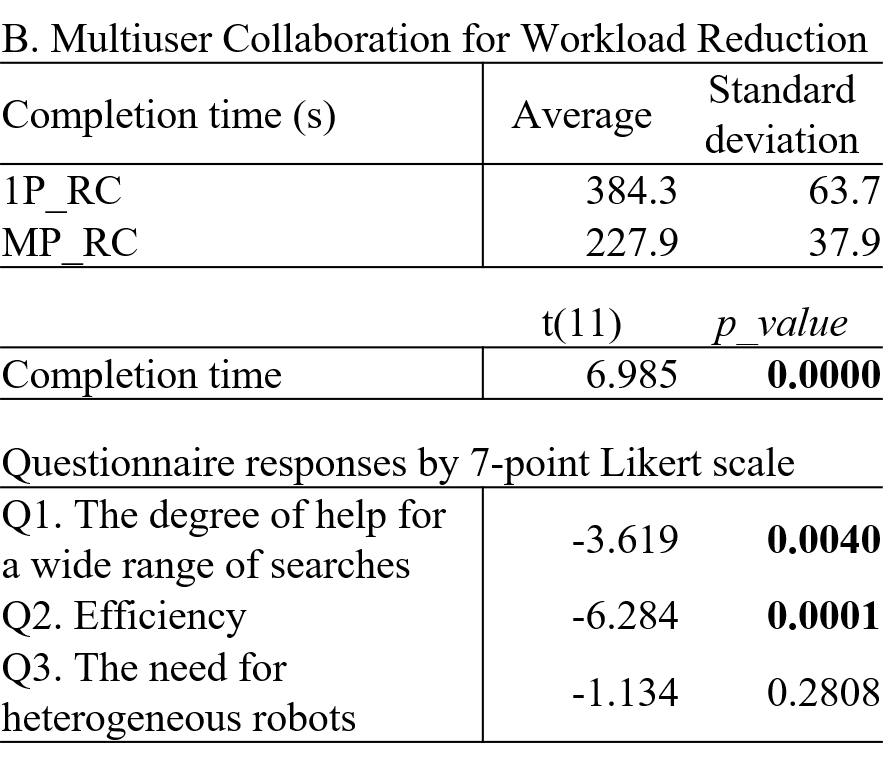 B. Multiuser Collaboration for Workload Reduction
Completion time (s) Average Standard deviation
1P_RC 384.3 63.7
MP_RC 227.9 37.9
t(11) p_value
Completion time 6.985 0.0000
Questionnaire responses by 7-point Likert scale
Q1. The degree of help for
a wide range of searches -3.619 0.0040
Q2. Efficiency -6.284 0.0001
Q3. The need for
heterogeneous robots -1.134 0.2808